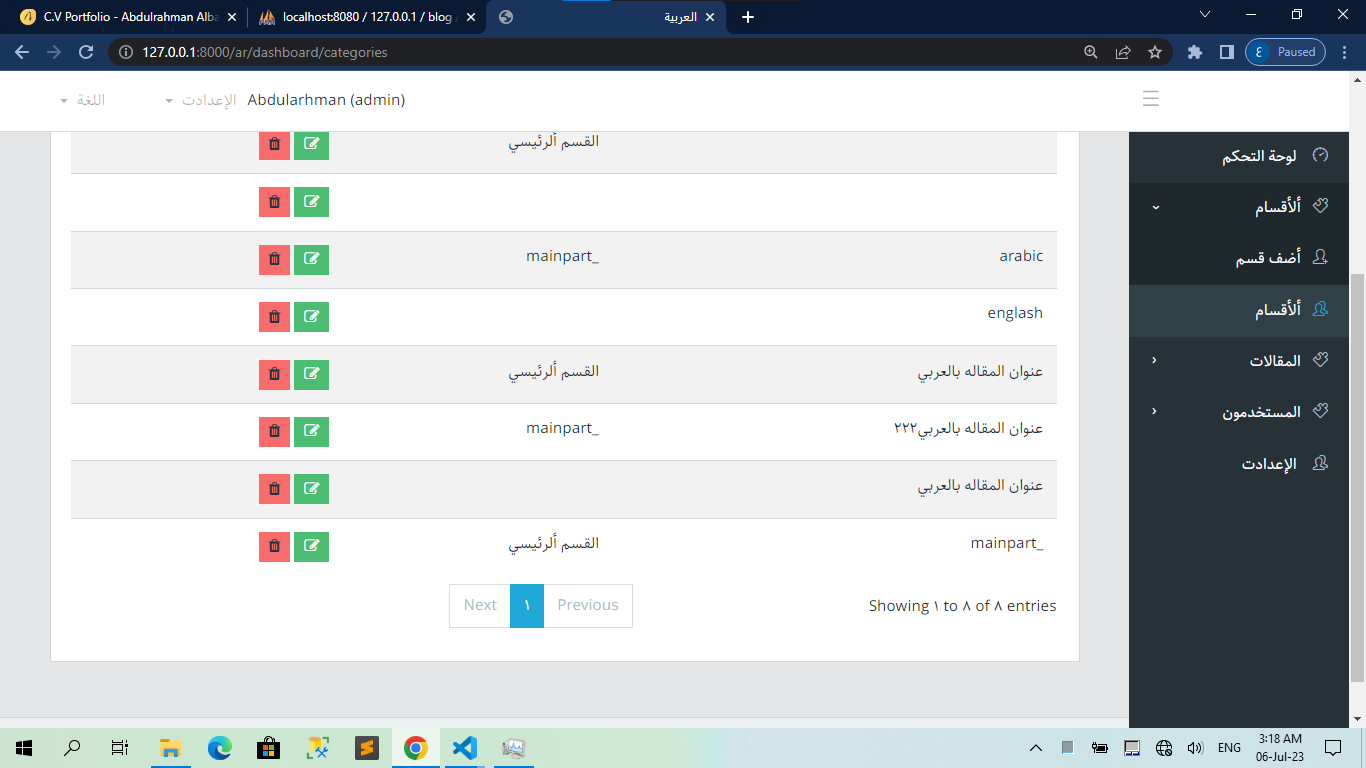 C.V Portfolio - Abdulrahman Alba
localhost:8080 / 127.0.0.1 / blog
العربية
127.0.0.1:8000/ar/dashboard/categories
ع
Paused
اللغة
الإعدادت
Abdularhman (admin)
لوحة التحكم
ألأقسام
أضف قسم
ألأقسام
المقالات
المستخدمون
الإعدادت
القسم ألرئيسي
arabic
mainpart_
englash
عنوان المقاله بالعربي
القسم ألرئيسي
عنوان المقاله بالعربي٢٢٢
mainpart_
عنوان المقاله بالعربي
mainpart_
القسم ألرئيسي
Showing ١ to ٨ of ٨ entries
Next ١ Previous
ENG
3:18 AM
06-Jul-23